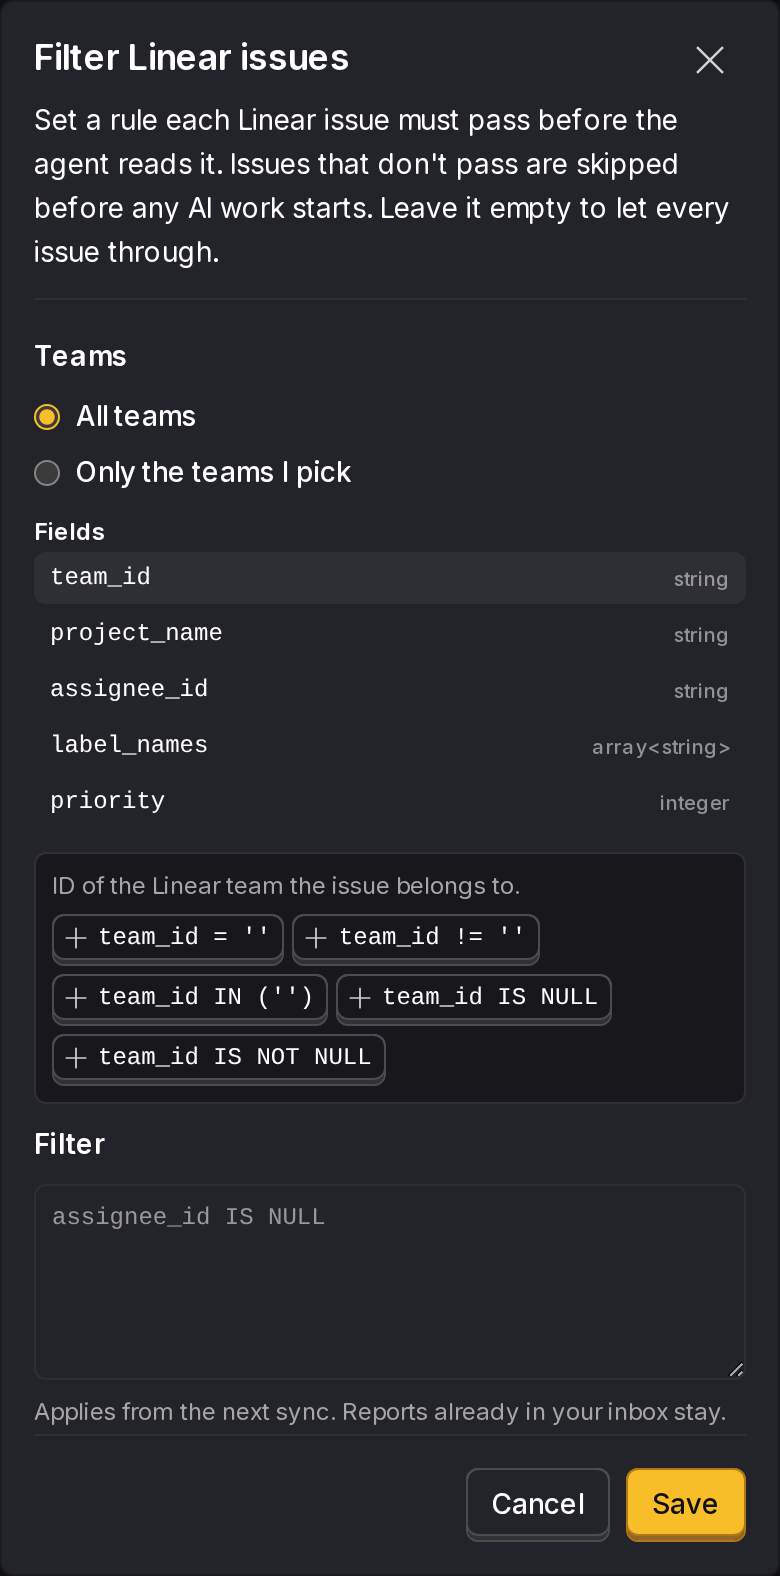 Filter Linear issues
Set a rule each Linear issue must pass before the
agent reads it. Issues that don't pass are skipped
before any AI work starts. Leave it empty to let every
issue through.
Teams
All teams
Only the teams I pick
Fields
team_id string
project_name string
assignee_id string
label_names array<string>
priority integer
ID of the Linear team the issue belongs to.
+ team_id = '' + team_id != ''
+ team_id IN ('') + team_id IS NULL
+ team_id IS NOT NULL
Filter
assignee_id IS NULL
Applies from the next sync. Reports already in your inbox stay.
Cancel Save